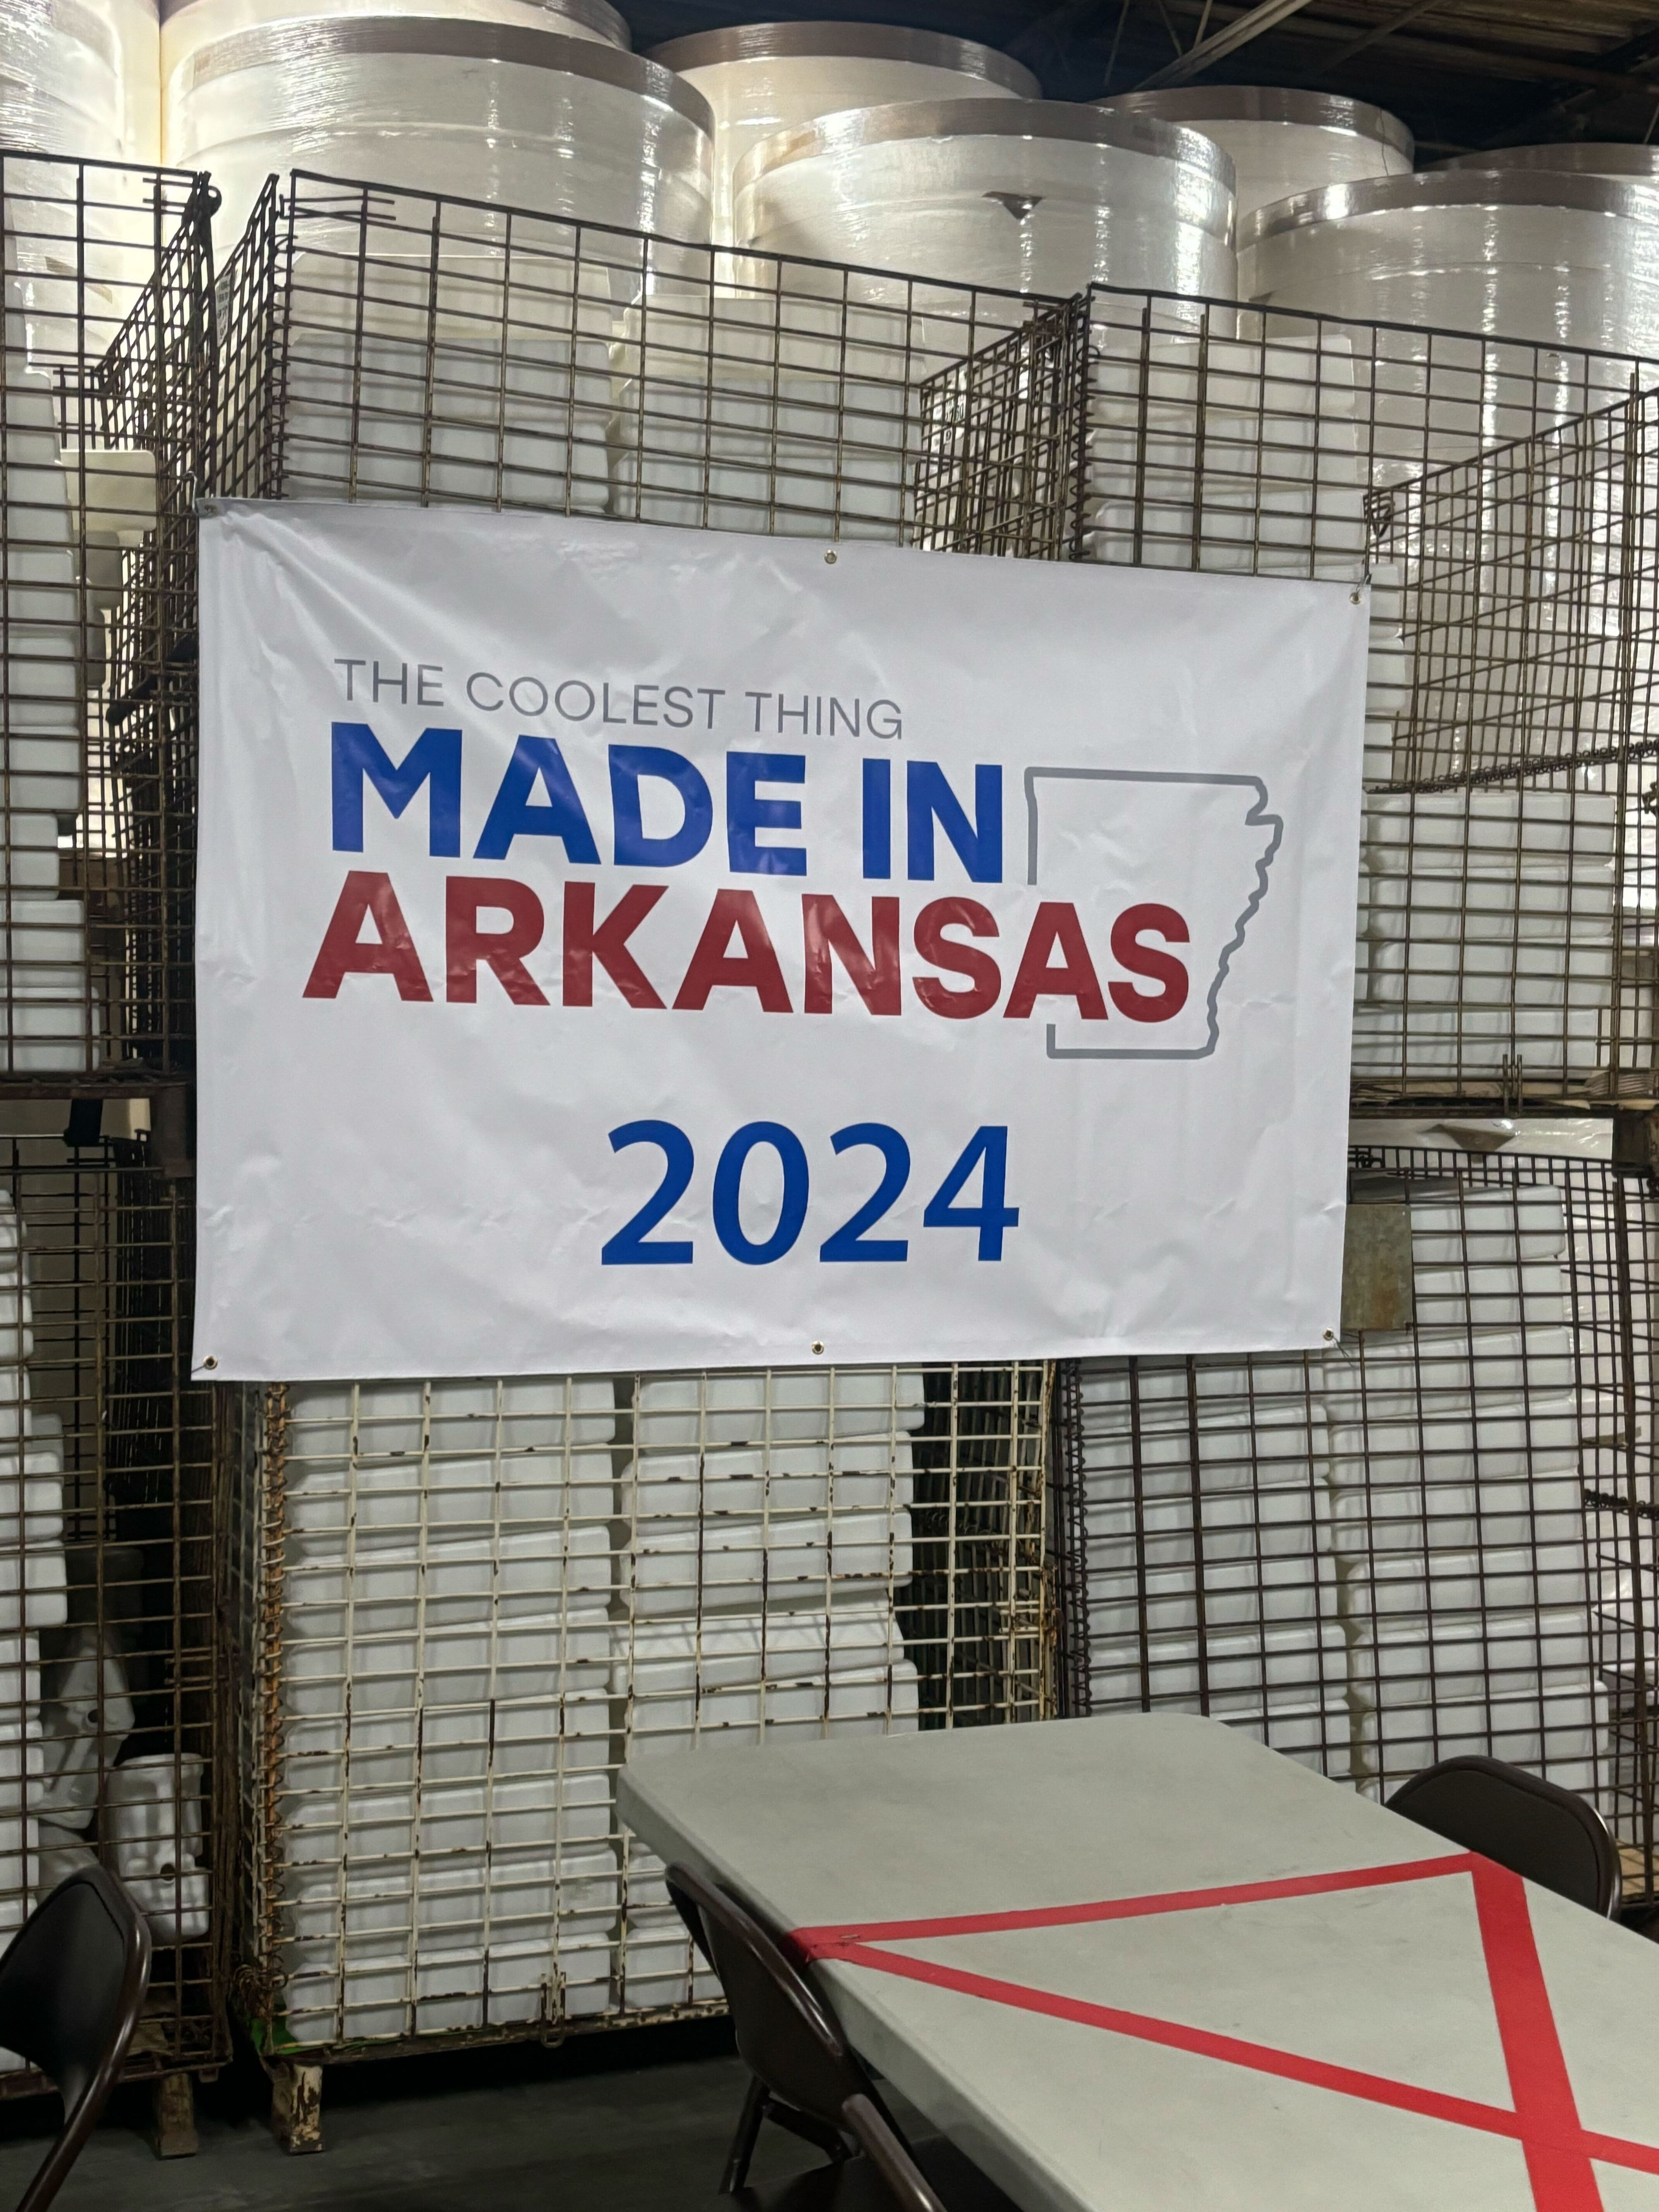 THE COOLEST THING
MADE IN
ARKANSAS
2024